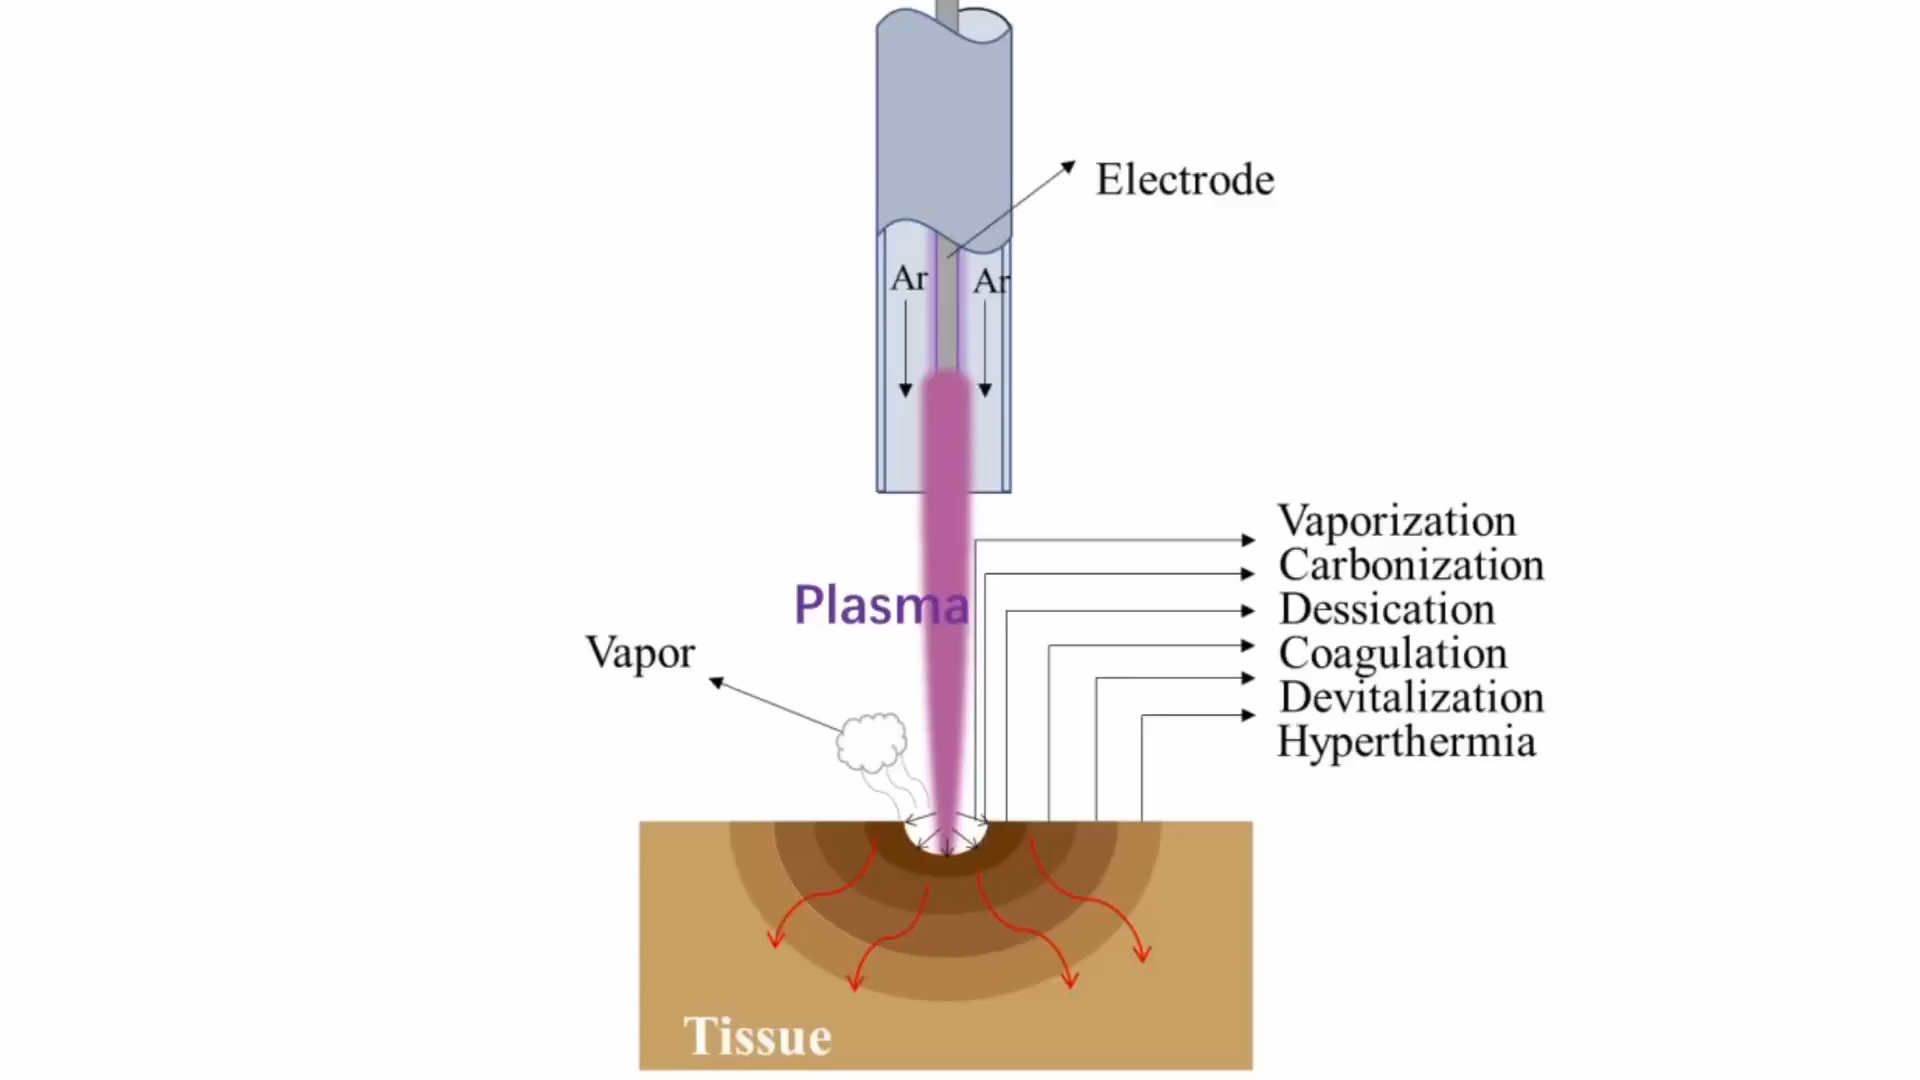 Electrode
Ar
Ar
Vaporization
Carbonization
Dessication
Coagulation
Devitalization
Hyperthermia
Plasma
Vapor
Tissue